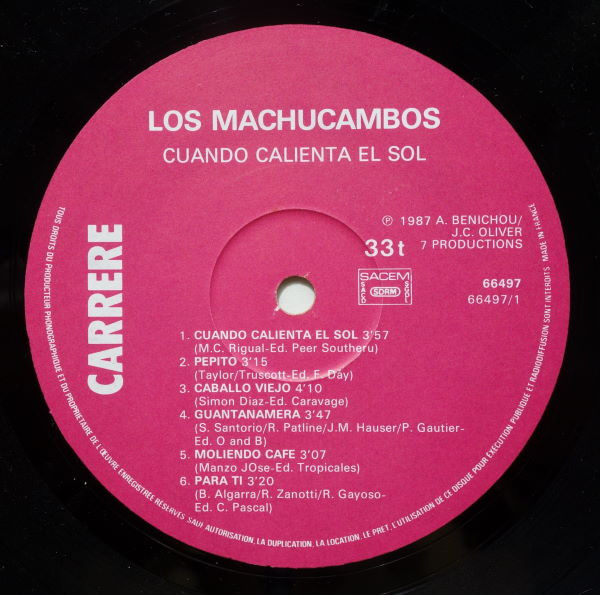 LOS MACHUCAMBOS
CUANDO CALIENTA EL SOL
℗ 1987 A. BENICHOU/
J.C. OLIVER
33t 7 PRODUCTIONS
SACEM
SACD SDRM SGDL
66497
66497/1
CARRERE
1. CUANDO CALIENTA EL SOL 3'57
(M.C. Rigual-Ed. Peer Southeru)
2. PEPITO 3'15
(Taylor/Truscott-Ed. F. Day)
3. CABALLO VIEJO 4'10
(Simon Diaz-Ed. Caravage)
4. GUANTANAMERA 3'47
(S. Santorio/R. Patline/J.M. Hauser/P. Gautier-
Ed. O and B)
5. MOLIENDO CAFE 3'07
(Manzo JOse-Ed. Tropicales)
6. PARA TI 3'20
(B. Algarra/R. Zanotti/R. Gayoso-
Ed. C. Pascal)
TOUS DROITS DU PRODUCTEUR PHONOGRAPHIQUE ET DU PROPRIETAIRE DE L'ŒUVRE ENREGISTREE RESERVES. SAUF AUTORISATION, LA DUPLICATION, LA LOCATION, LE PRET, L'UTILISATION DE CE DISQUE POUR EXECUTION PUBLIQUE ET RADIODIFFUSION SONT INTERDITS MADE IN FRANCE